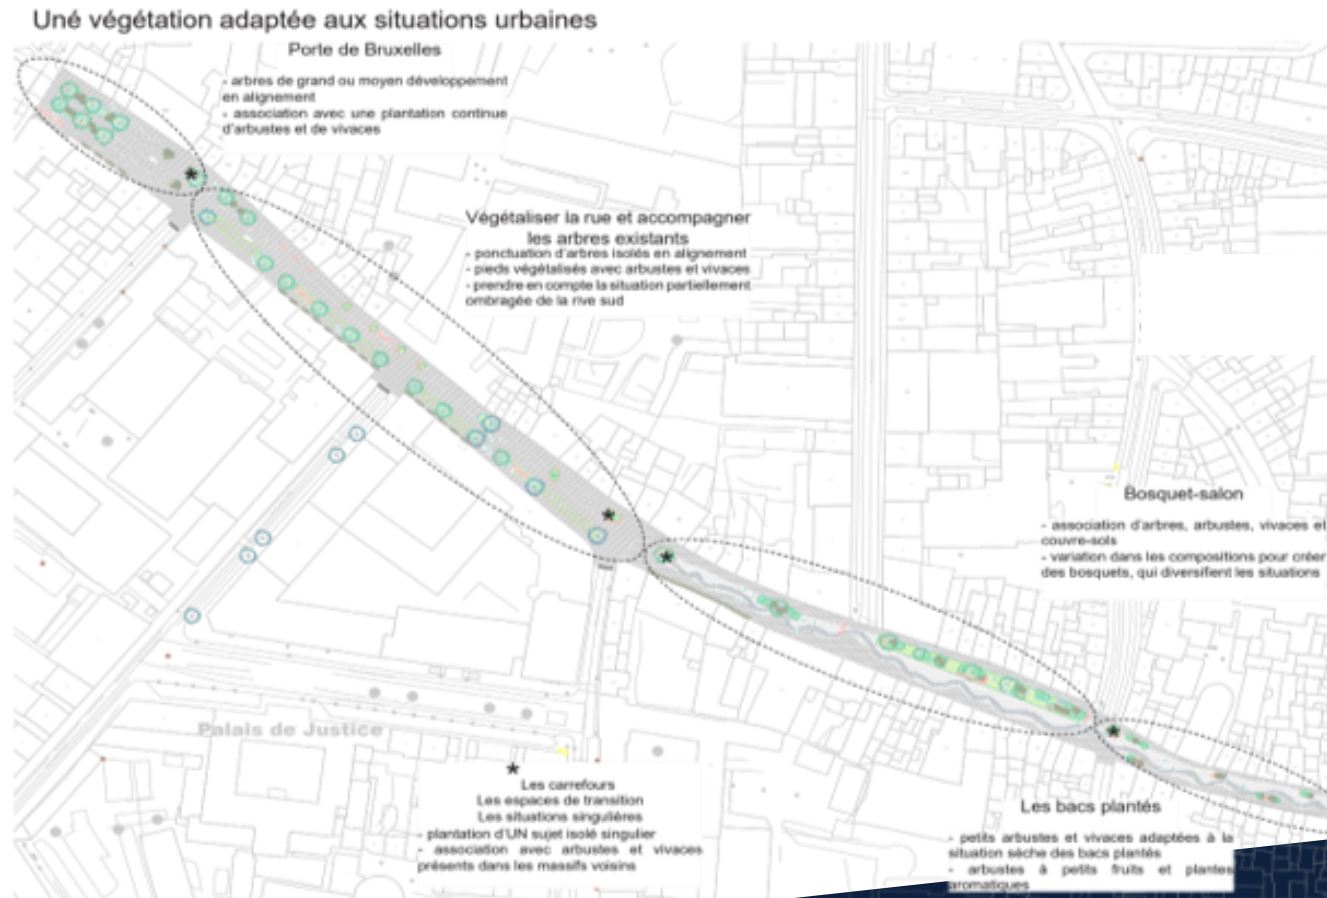 Uné végétation adaptée aux situations urbaines
Porte de Bruxelles
- arbres de grand ou moyen développement
en alignement
- association avec une plantation continue
d'arbustes et de vivaces
Végétaliser la rue et accompagner
les arbres existants
- ponctuation d'arbres isolés en alignement
- pieds végétalisés avec arbustes et vivaces
- prendre en compte la situation partiellement
ombragée de la rive sud
Bosquet-salon
- association d'arbres, arbustes, vivaces et
couvre-sols
- variation dans les compositions pour créer
des bosquets, qui diversifient les situations
Palais de Justice
Les carrefours
Les espaces de transition
Les situations singulières
- plantation d'UN sujet isolé singulier
- association avec arbustes et vivaces
présents dans les massifs voisins
Les bacs plantés
- petits arbustes et vivaces adaptées à la
situation sèche des bacs plantés
- arbustes à petits fruits et plantes
aromatiques